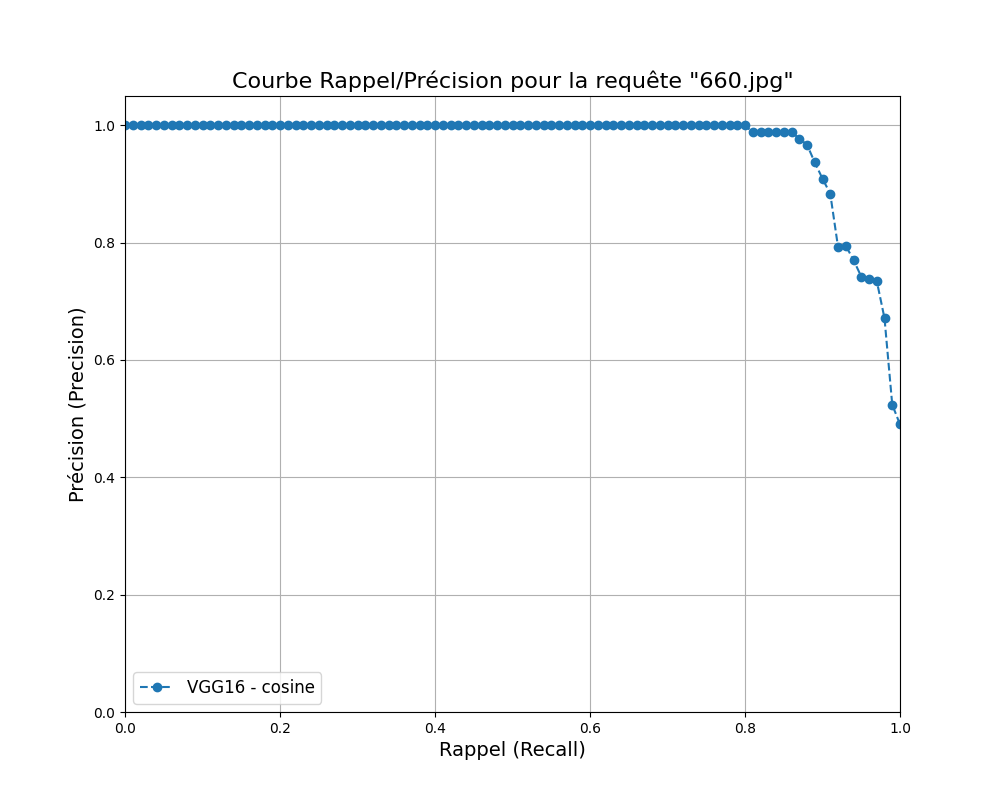 Courbe Rappel/Précision pour la requête "660.jpg"
1.0
0.8
0.6
0.4
0.2
0.0
Précision (Precision)
VGG16 - cosine
0.0 0.2 0.4 0.6 0.8 1.0
Rappel (Recall)